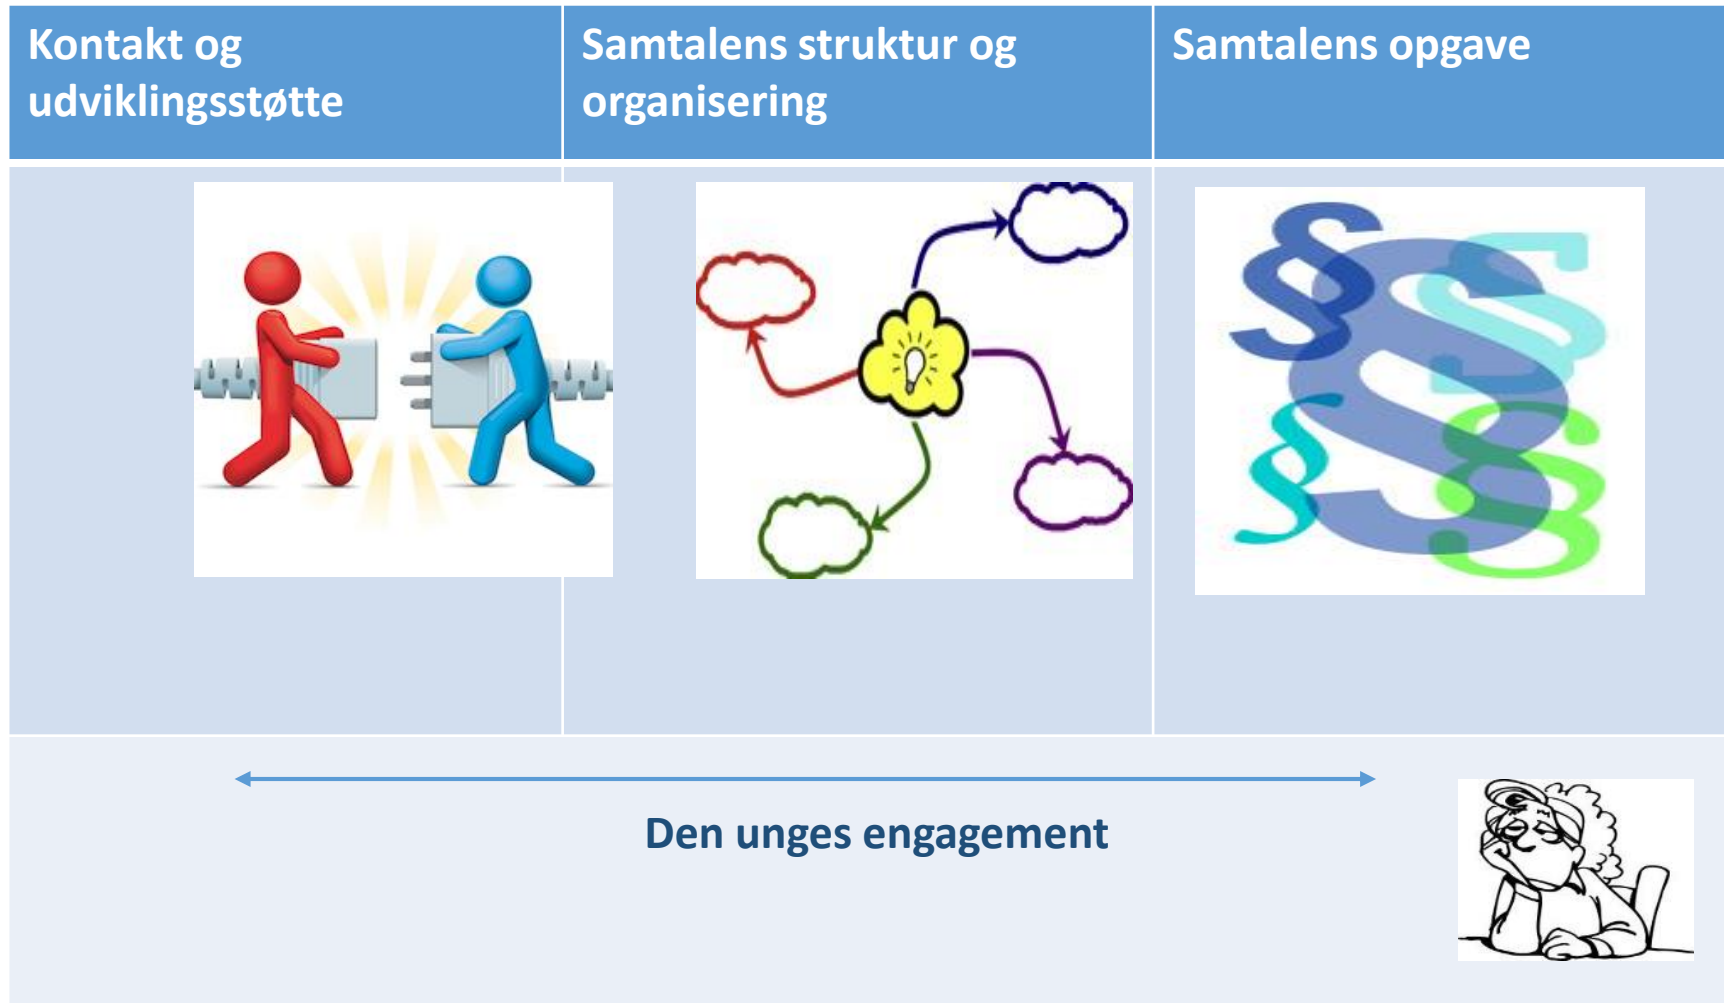 Kontakt og
udviklingsstøtte
Samtalens struktur og
organisering
Samtalens opgave
Den unges engagement